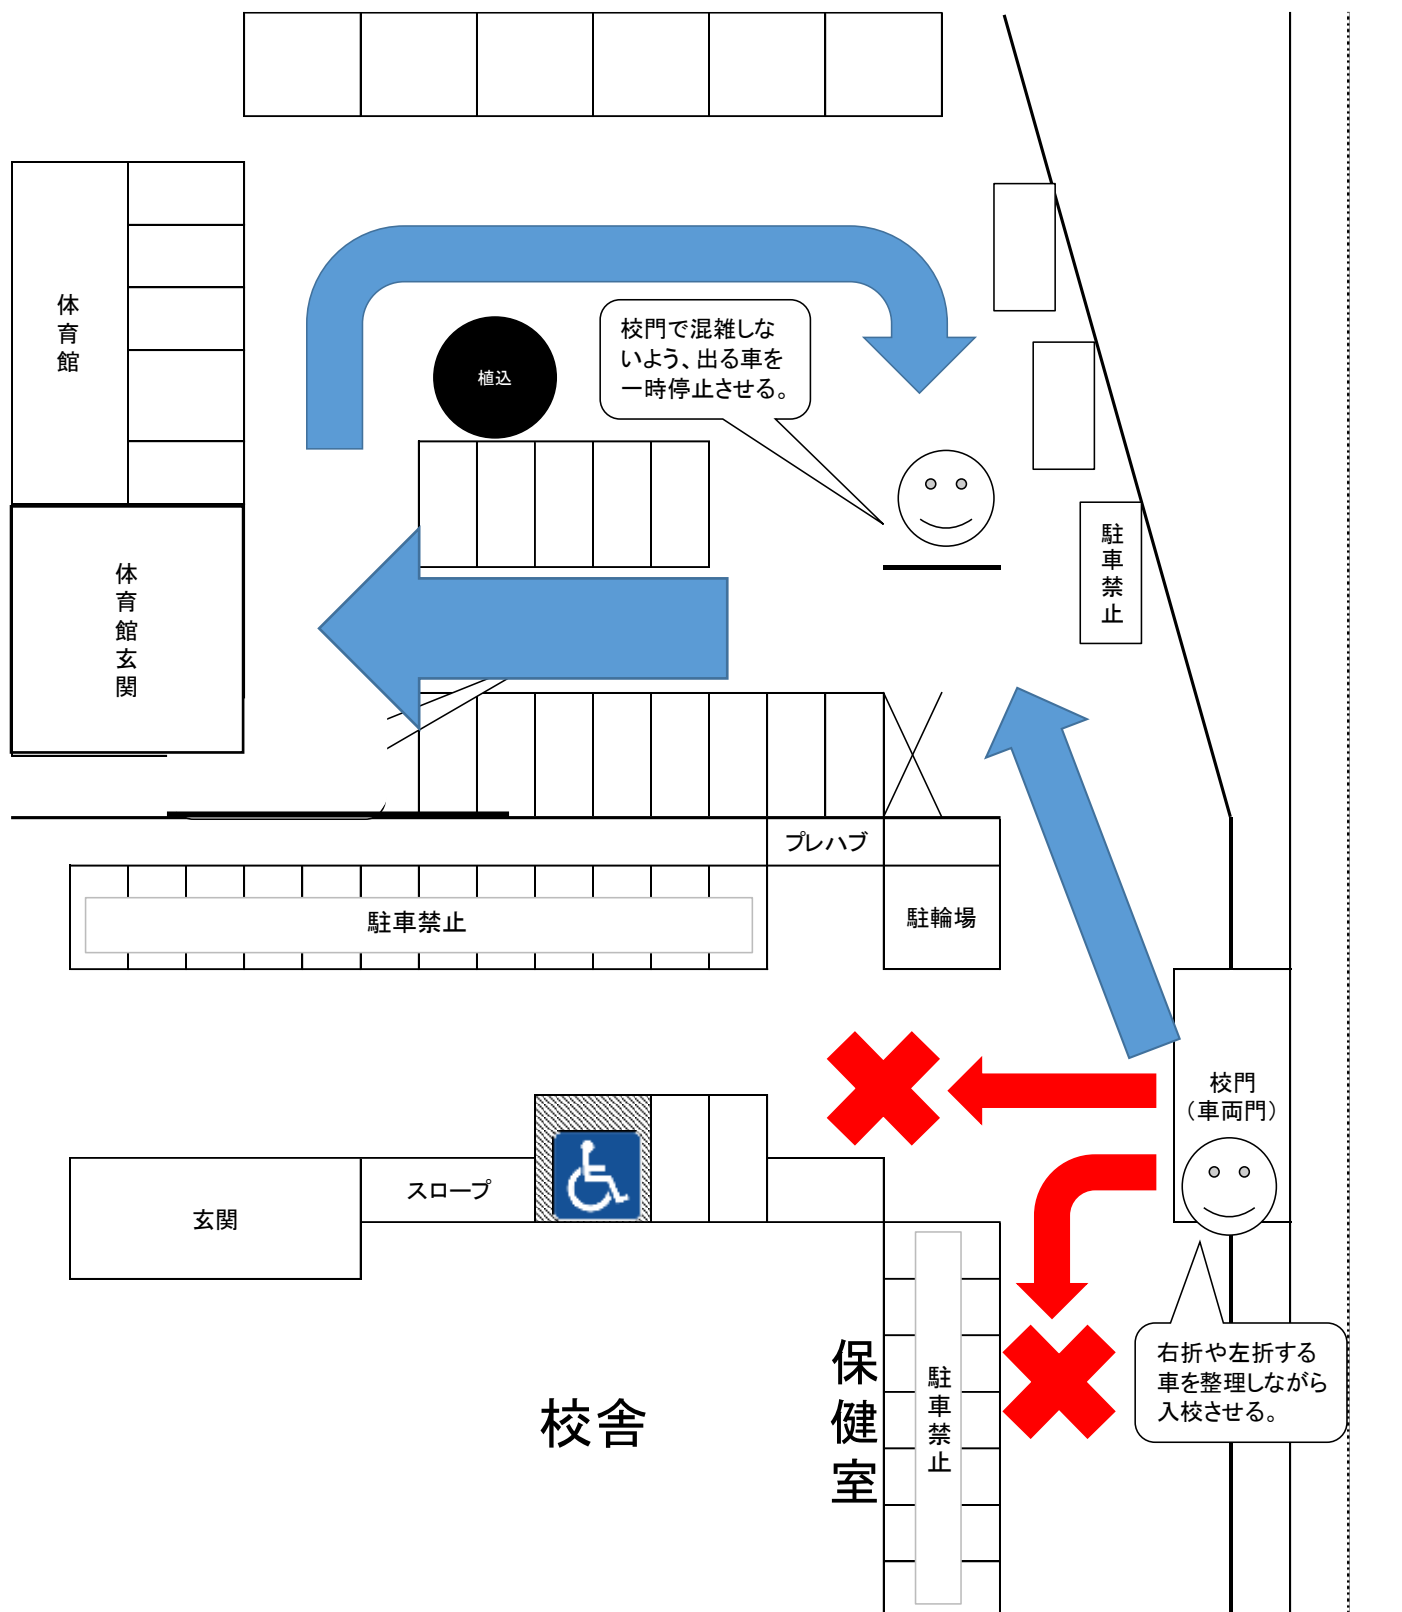 体育館
校門で混雑しな
いよう、出る車を
一時停止させる。
植込
体育館玄関
駐車禁止
プレハブ
駐車禁止
駐輪場
校門
（車両門）
スロープ
玄関
右折や左折する
車を整理しながら
入校させる。
校舎
保健室
駐車禁止